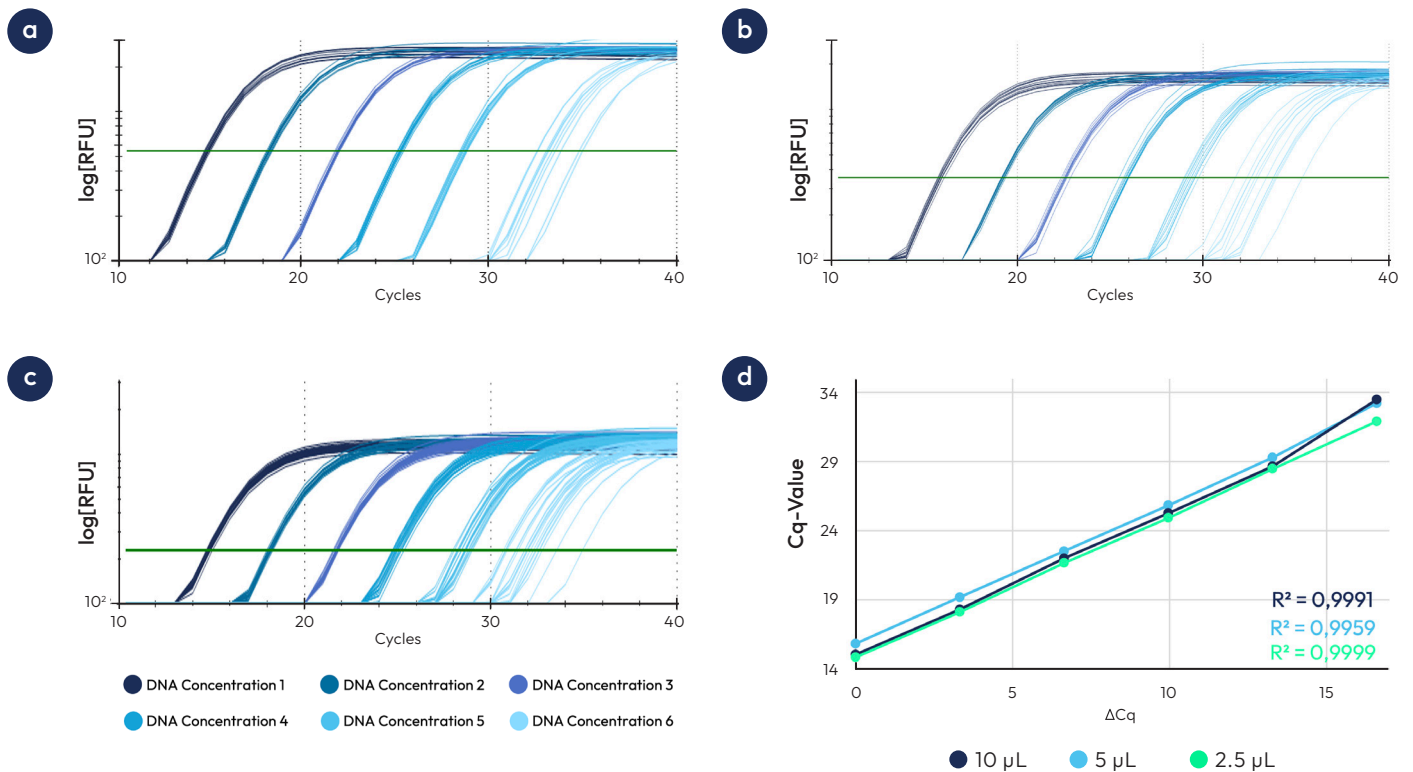 a
log[RFU]
10²
10 20 30 40
Cycles
b
log[RFU]
10²
10 20 30 40
Cycles
c
log[RFU]
10²
10 20 30 40
Cycles
DNA Concentration 1 DNA Concentration 2 DNA Concentration 3
DNA Concentration 4 DNA Concentration 5 DNA Concentration 6
d
Cq-Value
34
29
24
19
14
R² = 0,9991
R² = 0,9959
R² = 0,9999
0 5 10 15
ΔCq
10 µL 5 µL 2.5 µL